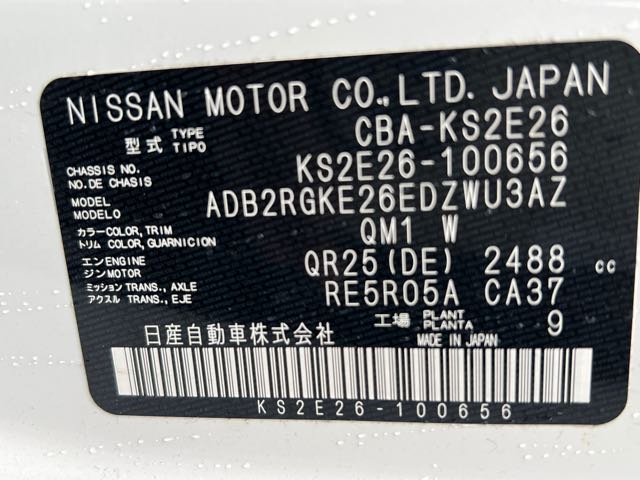 NISSAN MOTOR CO.,LTD. JAPAN
型式 TYPE TIPO CBA-KS2E26
CHASSIS NO. NO.DE CHASSIS KS2E26-100656
MODEL MODELO ADB2RGKE26EDZWU3AZ
カラー COLOR, TRIM トリム COLOR, GUARNICION QM1 W
エンジン ENGINE MOTOR QR25(DE) 2488 cc
ミッション TRANS., AXLE アクスル TRANS., EJE RE5R05A CA37
工場 PLANT PLANTA 9
日産自動車株式会社 MADE IN JAPAN
KS2E26-100656